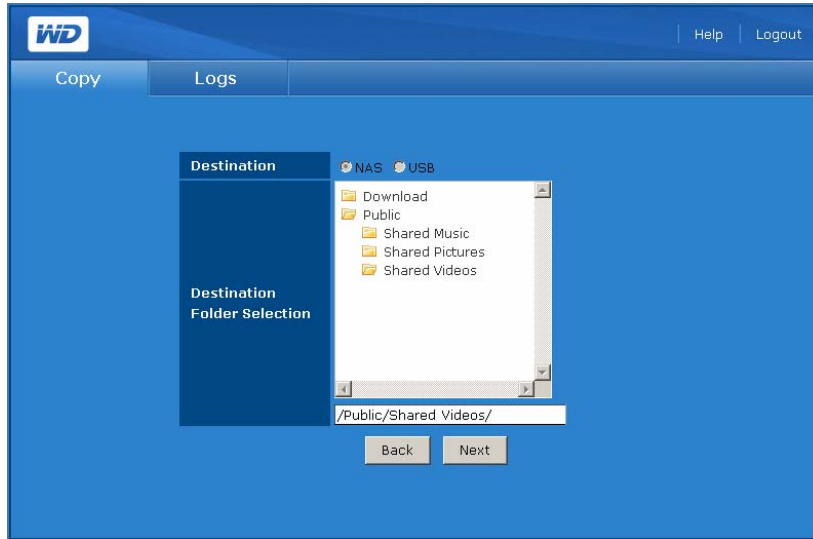 WD
Help Logout
Copy Logs
Destination NAS USB
Download
Public
Shared Music
Shared Pictures
Shared Videos
Destination
Folder Selection
/Public/Shared Videos/
Back Next